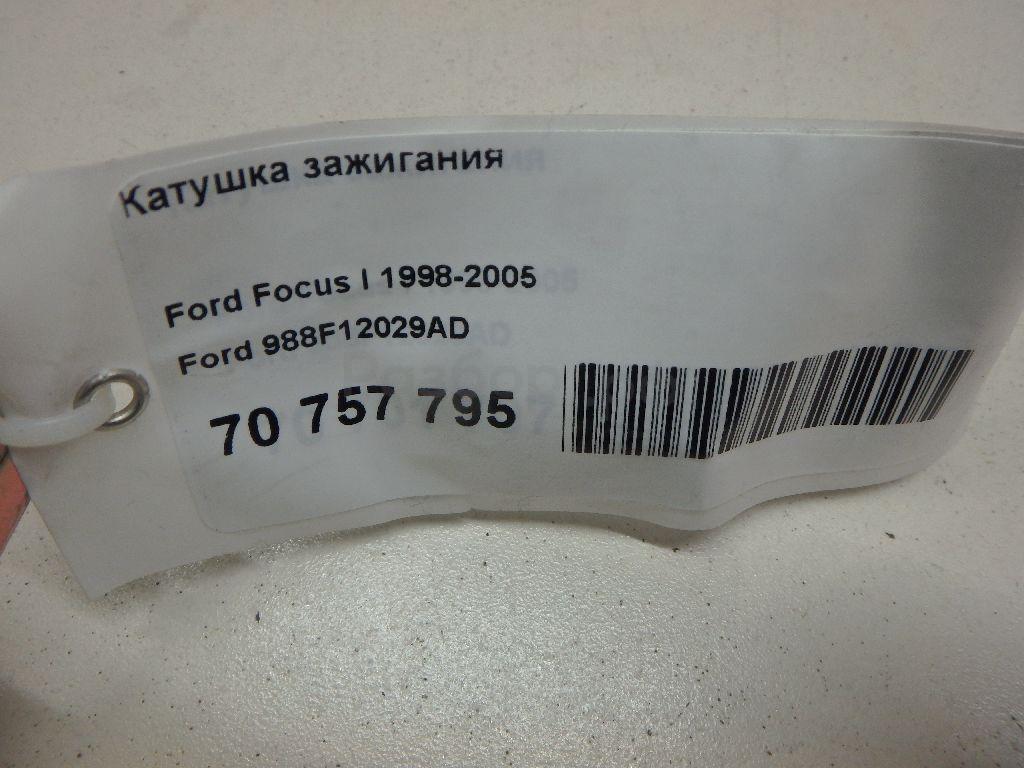 Катушка зажигания
Ford Focus I 1998-2005
Ford 988F12029AD
70 757 795